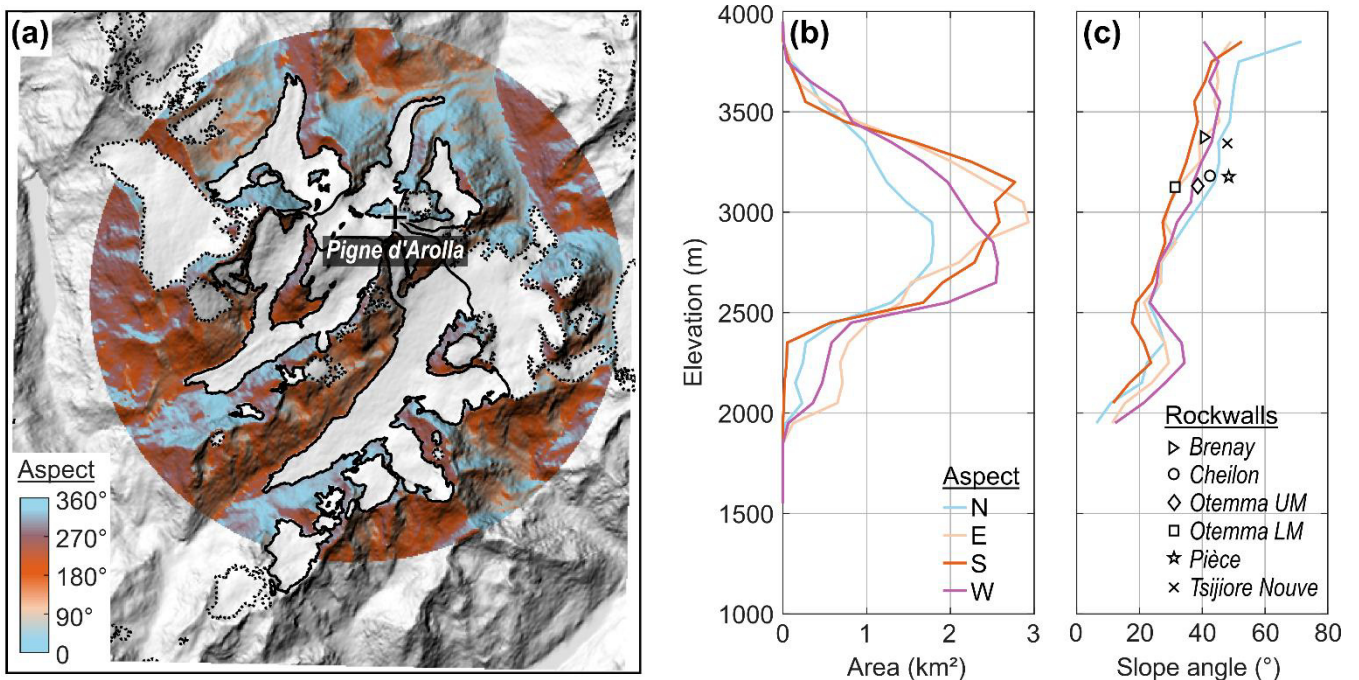 (a)
Pigne d'Arolla
Aspect
360°
270°
180°
90°
0
(b)
4000
3500
3000
2500
2000
1500
1000
Elevation (m)
0 1 2 3
Area (km²)
Aspect
N
E
S
W
(c)
Rockwalls
Brenay
Cheilon
Otemma UM
Otemma LM
Pièce
Tsijiore Nouve
0 20 40 60 80
Slope angle (°)